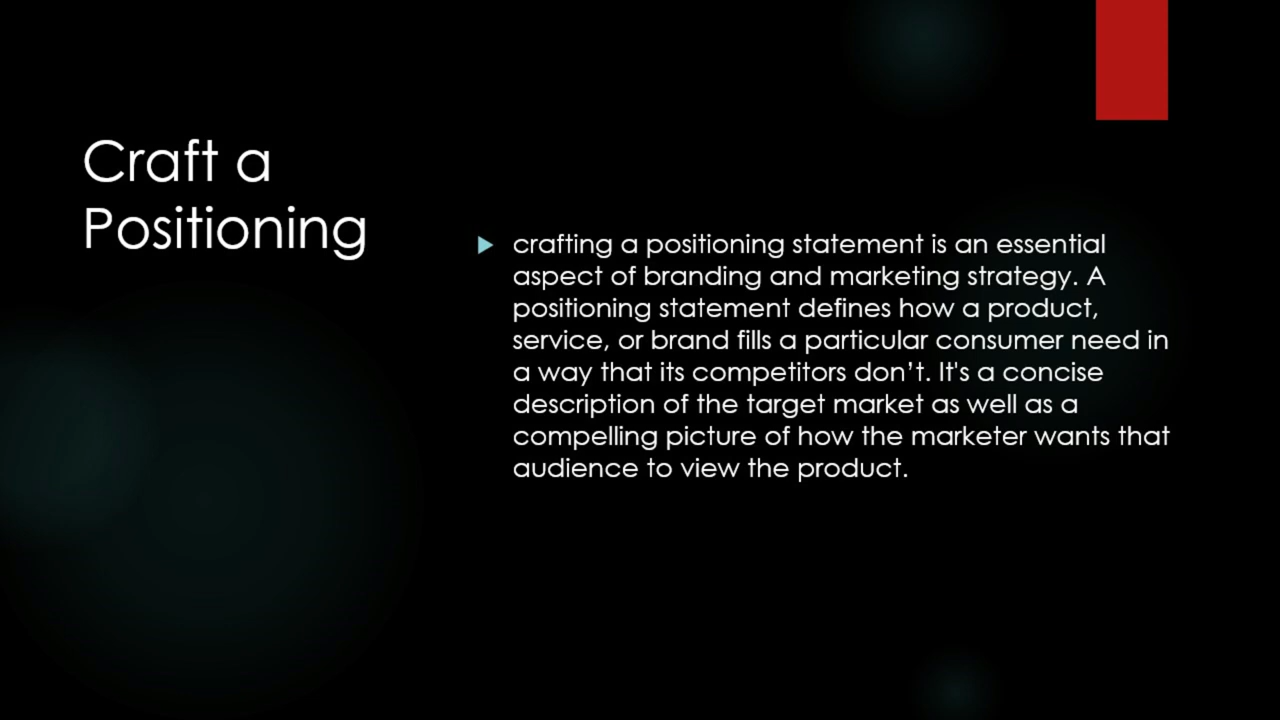 Craft a
Positioning
crafting a positioning statement is an essential
aspect of branding and marketing strategy. A
positioning statement defines how a product,
service, or brand fills a particular consumer need in
a way that its competitors don’t. It's a concise
description of the target market as well as a
compelling picture of how the marketer wants that
audience to view the product.